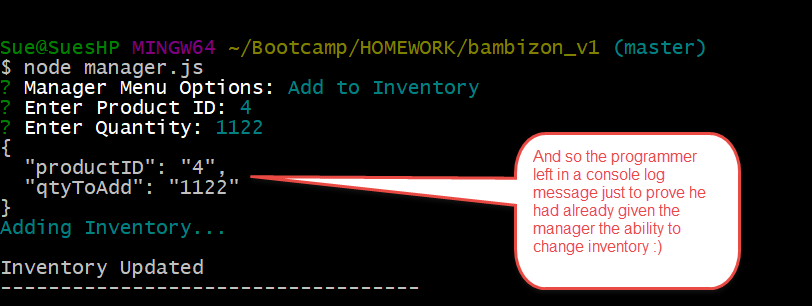 Sue@SuesHP MINGW64 ~/Bootcamp/HOMEWORK/bambizon_v1 (master)
$ node manager.js
? Manager Menu Options: Add to Inventory
? Enter Product ID: 4
? Enter Quantity: 1122
{
  "productID": "4",
  "qtyToAdd": "1122"
}
Adding Inventory...
Inventory Updated
-----------------------------------
And so the programmer
left in a console log
message just to prove he
had already given the
manager the ability to
change inventory :)